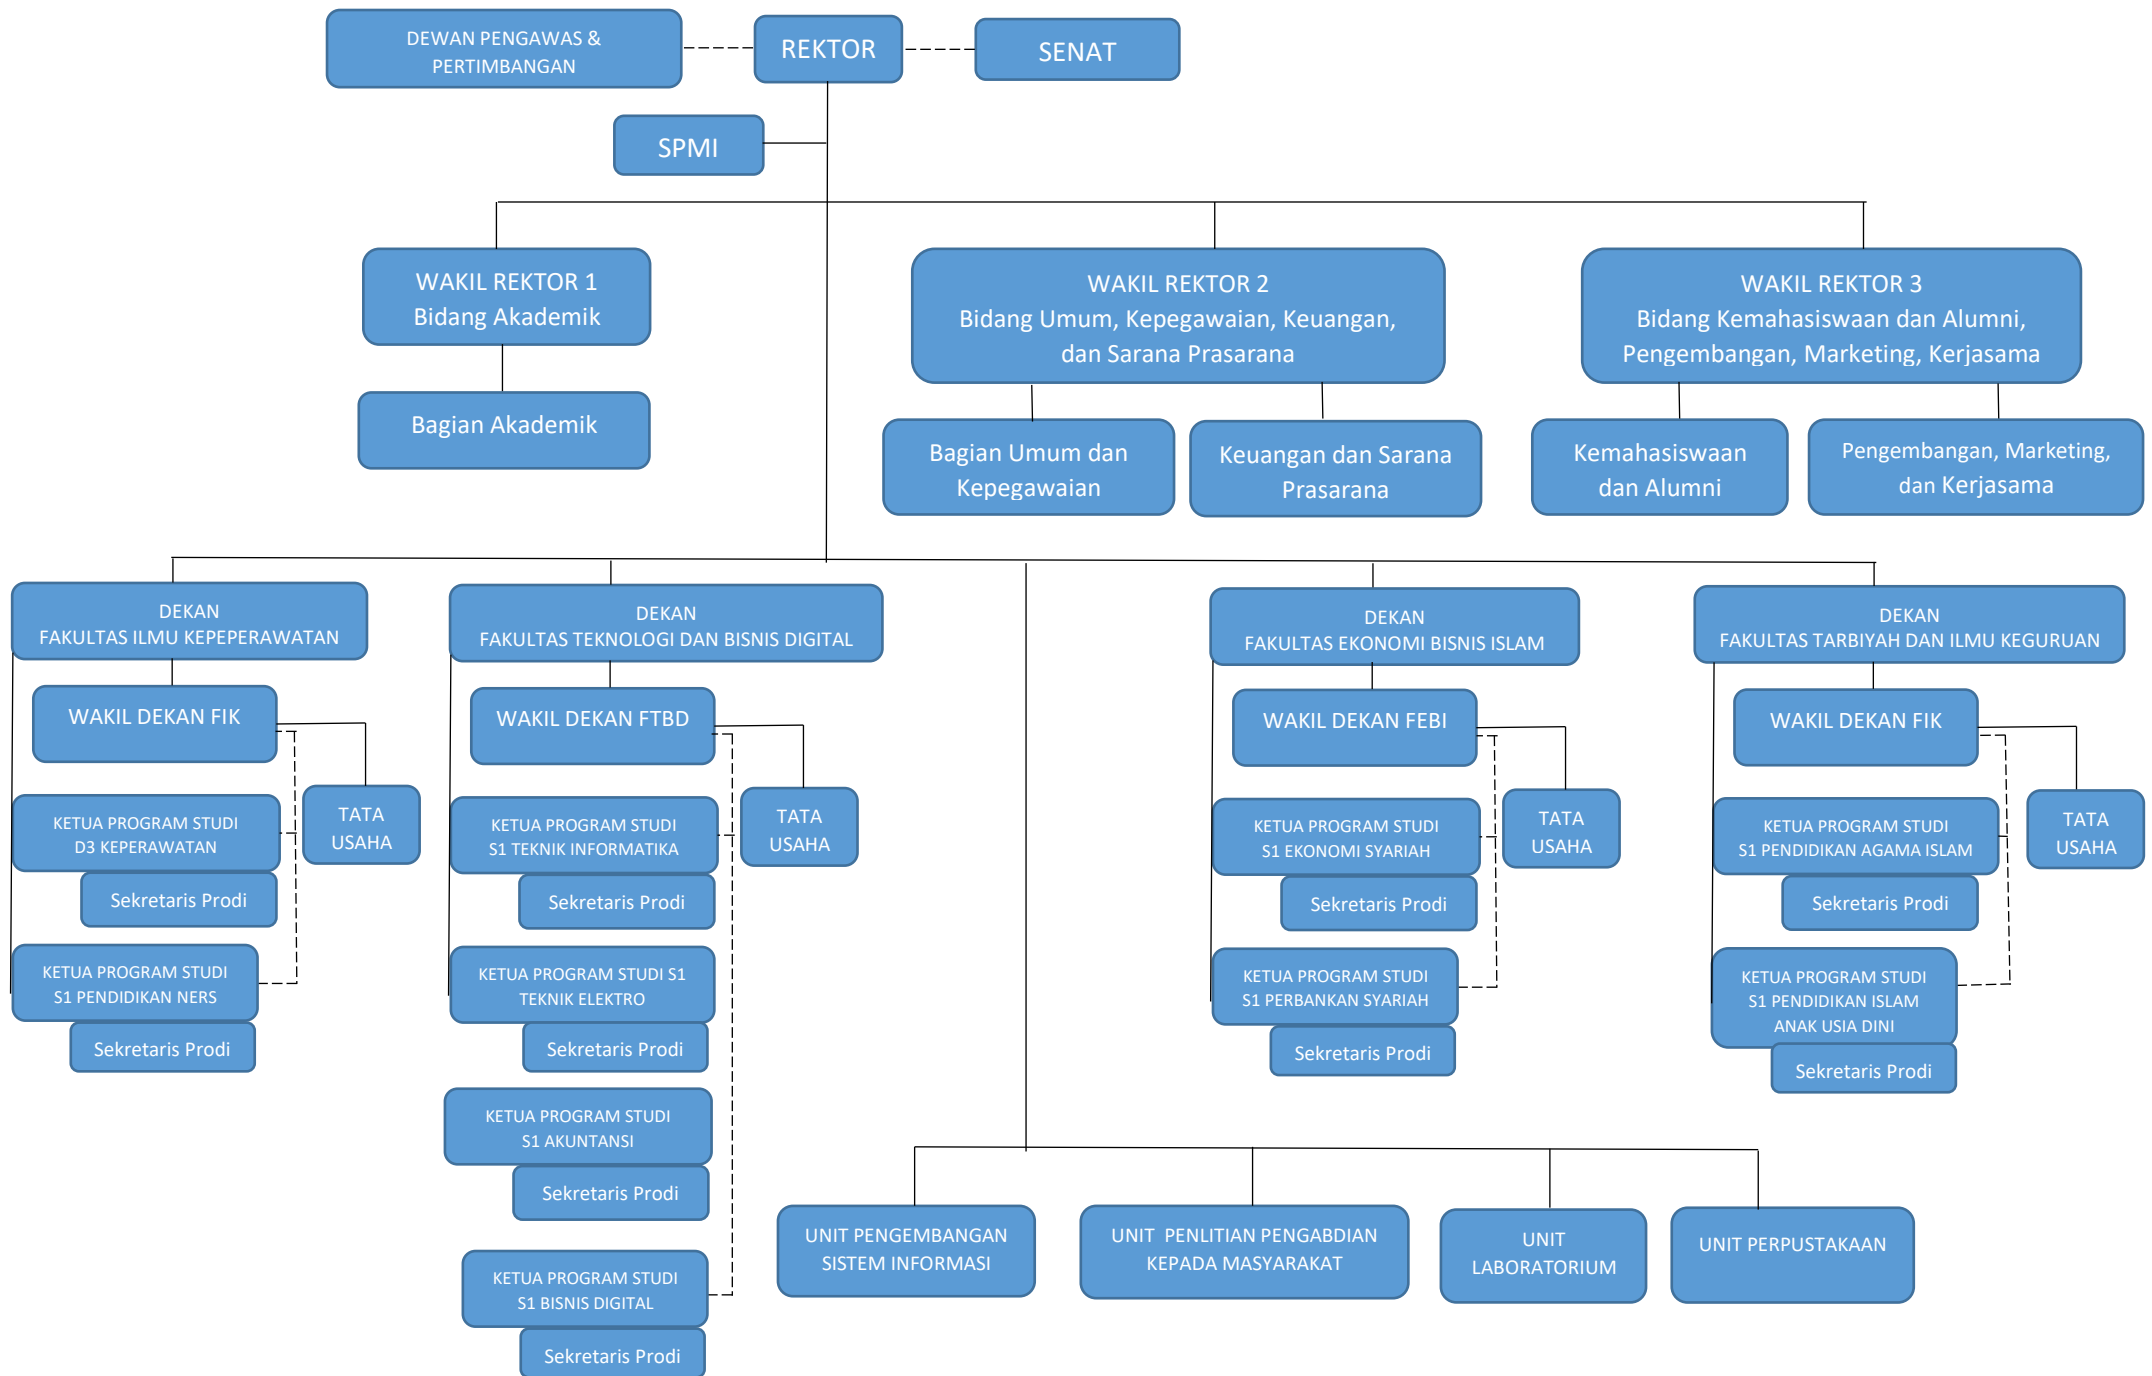 DEWAN PENGAWAS &
PERTIMBANGAN
REKTOR
SENAT
SPMI
WAKIL REKTOR 1
Bidang Akademik
WAKIL REKTOR 2
Bidang Umum, Kepegawaian, Keuangan,
dan Sarana Prasarana
WAKIL REKTOR 3
Bidang Kemahasiswaan dan Alumni,
Pengembangan, Marketing, Kerjasama
Bagian Akademik
Bagian Umum dan
Kepegawaian
Keuangan dan Sarana
Prasarana
Kemahasiswaan
dan Alumni
Pengembangan, Marketing,
dan Kerjasama
DEKAN
FAKULTAS ILMU KEPEPERAWATAN
WAKIL DEKAN FIK
TATA
USAHA
KETUA PROGRAM STUDI
D3 KEPERAWATAN
Sekretaris Prodi
KETUA PROGRAM STUDI
S1 PENDIDIKAN NERS
Sekretaris Prodi
DEKAN
FAKULTAS TEKNOLOGI DAN BISNIS DIGITAL
WAKIL DEKAN FTBD
TATA
USAHA
KETUA PROGRAM STUDI
S1 TEKNIK INFORMATIKA
Sekretaris Prodi
KETUA PROGRAM STUDI S1
TEKNIK ELEKTRO
Sekretaris Prodi
KETUA PROGRAM STUDI
S1 AKUNTANSI
Sekretaris Prodi
KETUA PROGRAM STUDI
S1 BISNIS DIGITAL
Sekretaris Prodi
DEKAN
FAKULTAS EKONOMI BISNIS ISLAM
WAKIL DEKAN FEBI
TATA
USAHA
KETUA PROGRAM STUDI
S1 EKONOMI SYARIAH
Sekretaris Prodi
KETUA PROGRAM STUDI
S1 PERBANKAN SYARIAH
Sekretaris Prodi
DEKAN
FAKULTAS TARBIYAH DAN ILMU KEGURUAN
WAKIL DEKAN FIK
TATA
USAHA
KETUA PROGRAM STUDI
S1 PENDIDIKAN AGAMA ISLAM
Sekretaris Prodi
KETUA PROGRAM STUDI
S1 PENDIDIKAN ISLAM
ANAK USIA DINI
Sekretaris Prodi
UNIT PENGEMBANGAN
SISTEM INFORMASI
UNIT PENLITIAN PENGABDIAN
KEPADA MASYARAKAT
UNIT
LABORATORIUM
UNIT PERPUSTAKAAN